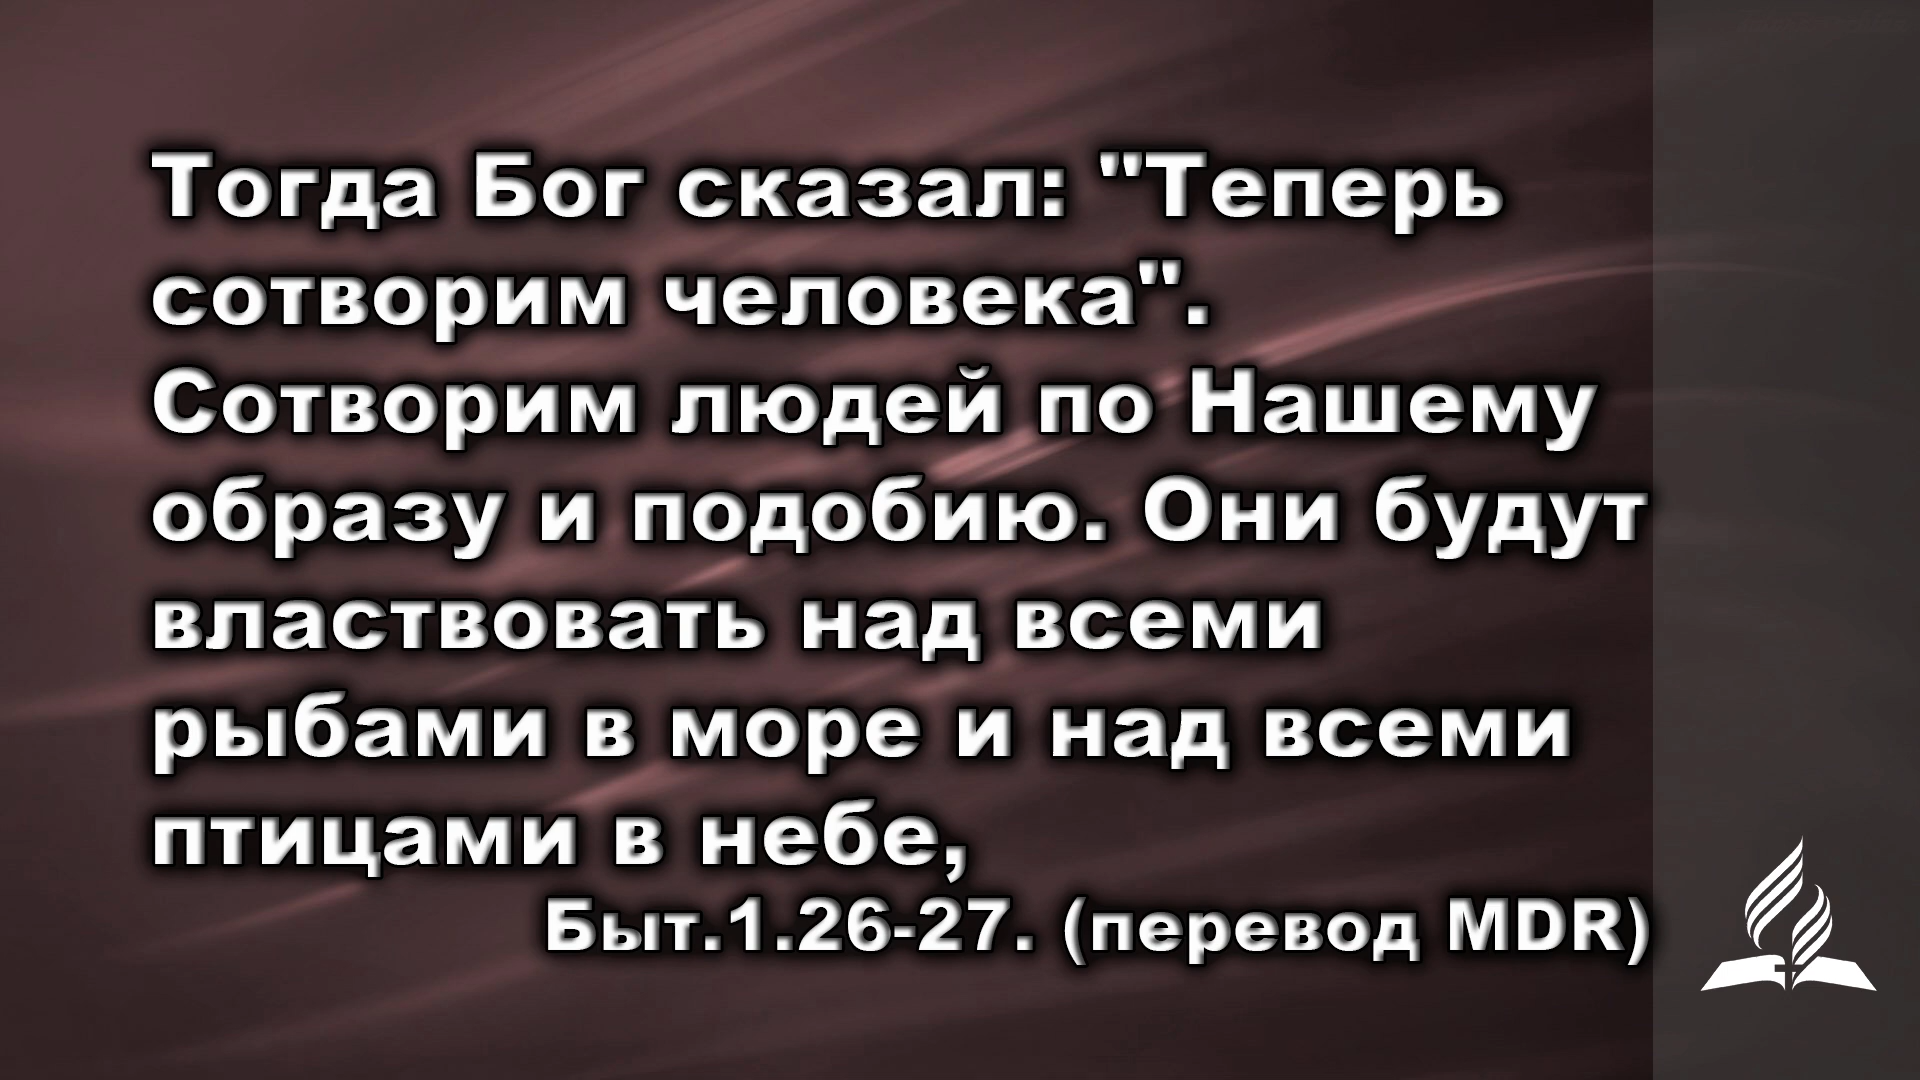 Тогда Бог сказал: "Теперь
сотворим человека".
Сотворим людей по Нашему
образу и подобию. Они будут
властвовать над всеми
рыбами в море и над всеми
птицами в небе,
Быт.1.26-27. (перевод MDR)